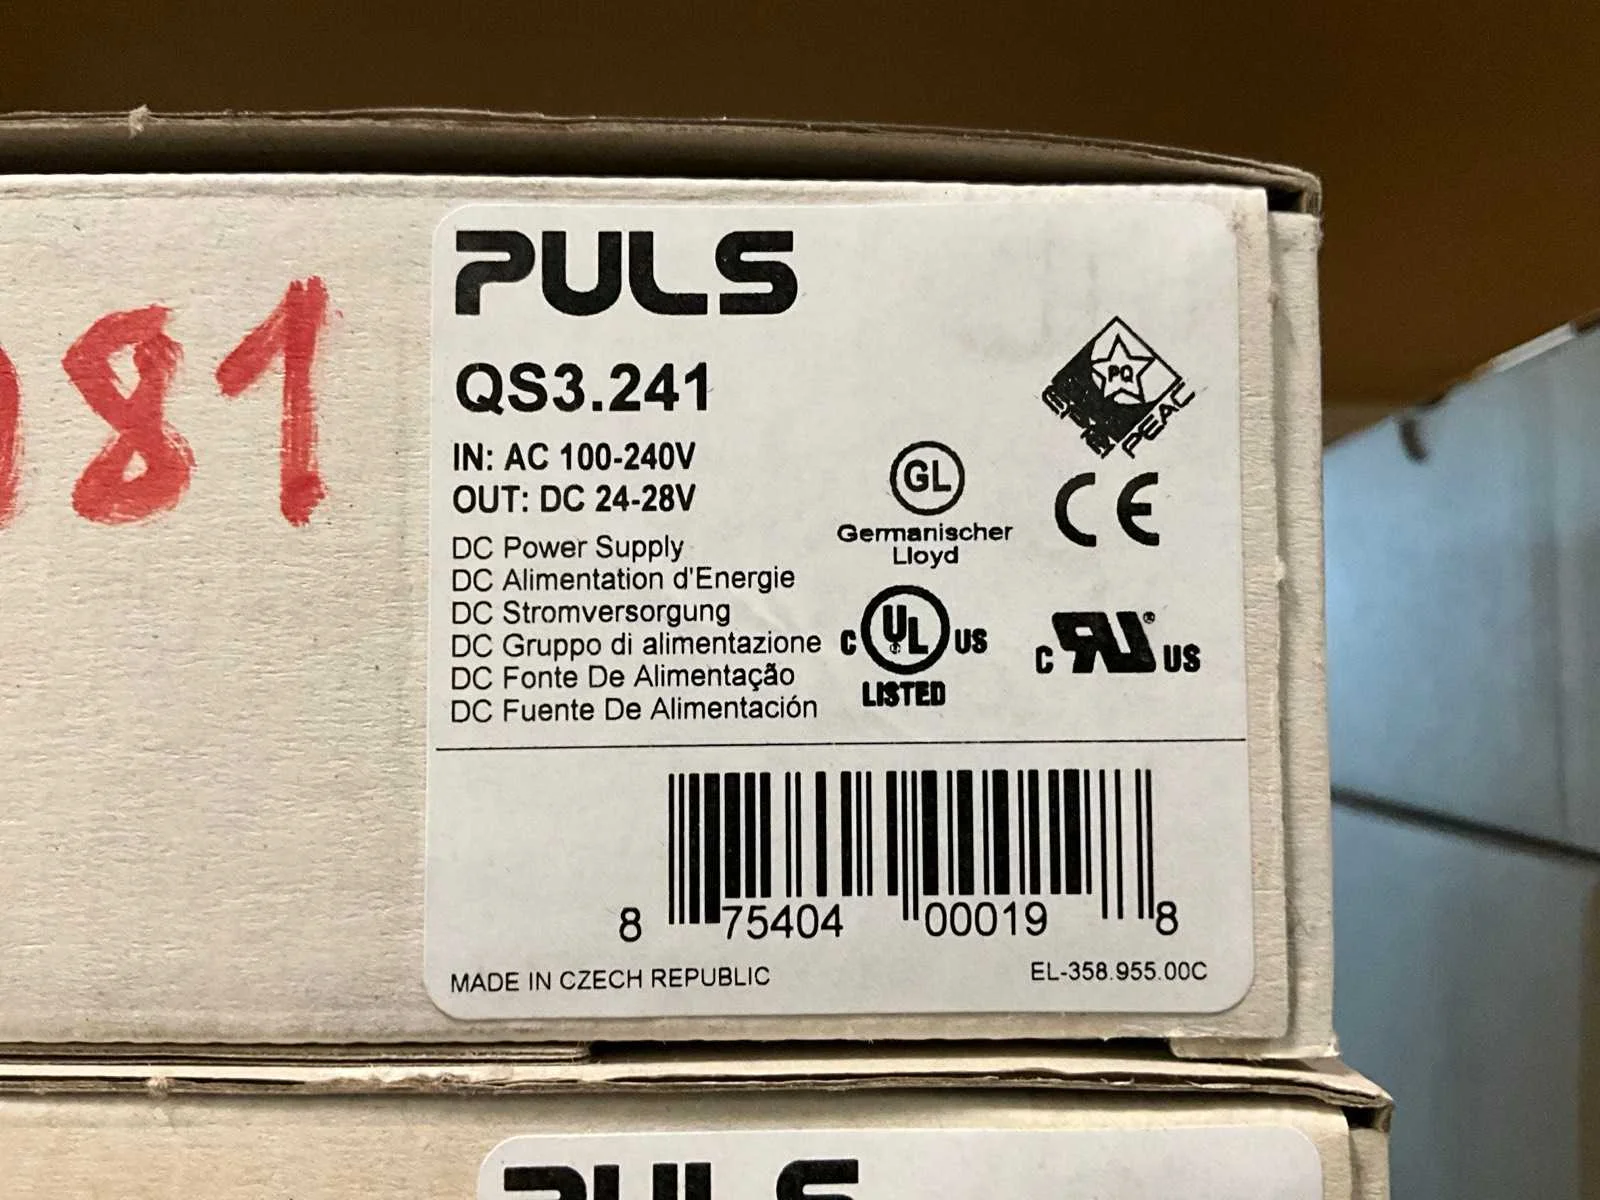 PULS
QS3.241
IN: AC 100-240V
OUT: DC 24-28V
DC Power Supply
DC Alimentation d'Energie
DC Stromversorgung
DC Gruppo di alimentazione
DC Fonte De Alimentação
DC Fuente De Alimentación
PQ
PEAC
GL
Germanischer
Lloyd
CE
C UL US
LISTED
C RU® US
8 75404 00019 8
MADE IN CZECH REPUBLIC
EL-358.955.00C
81
PULS